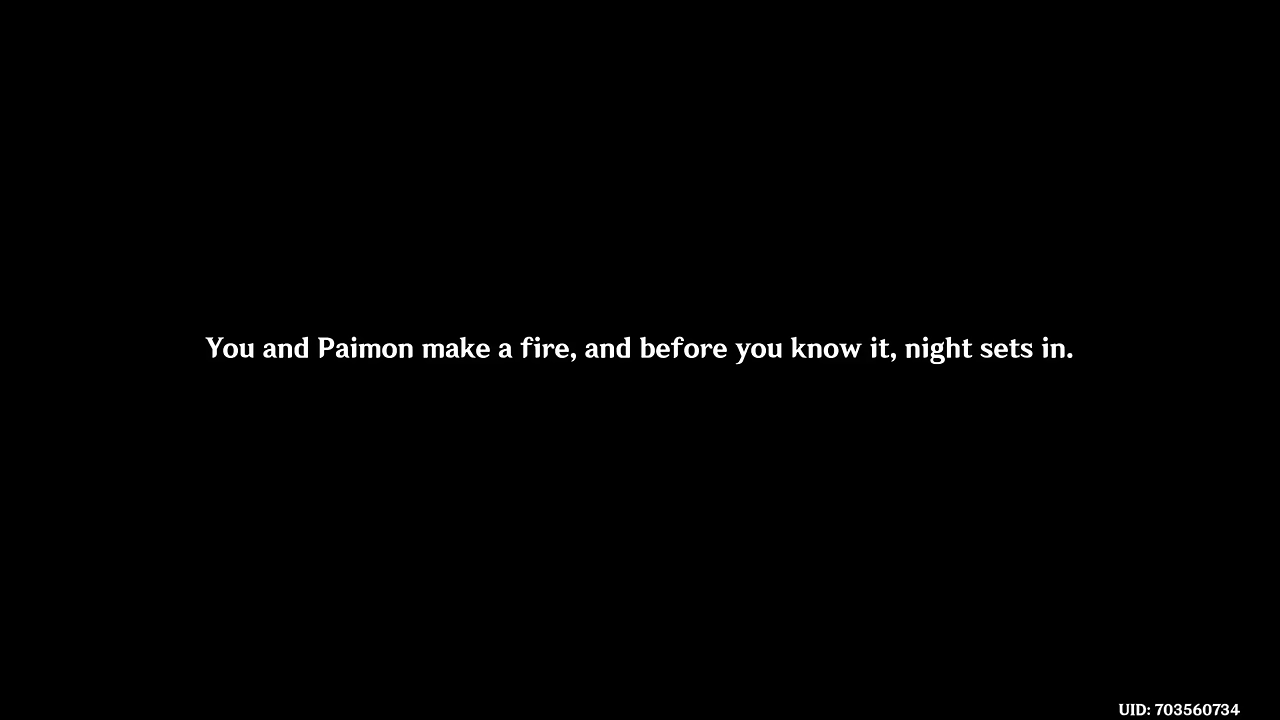 You and Paimon make a fire, and before you know it, night sets in.
UID: 703560734